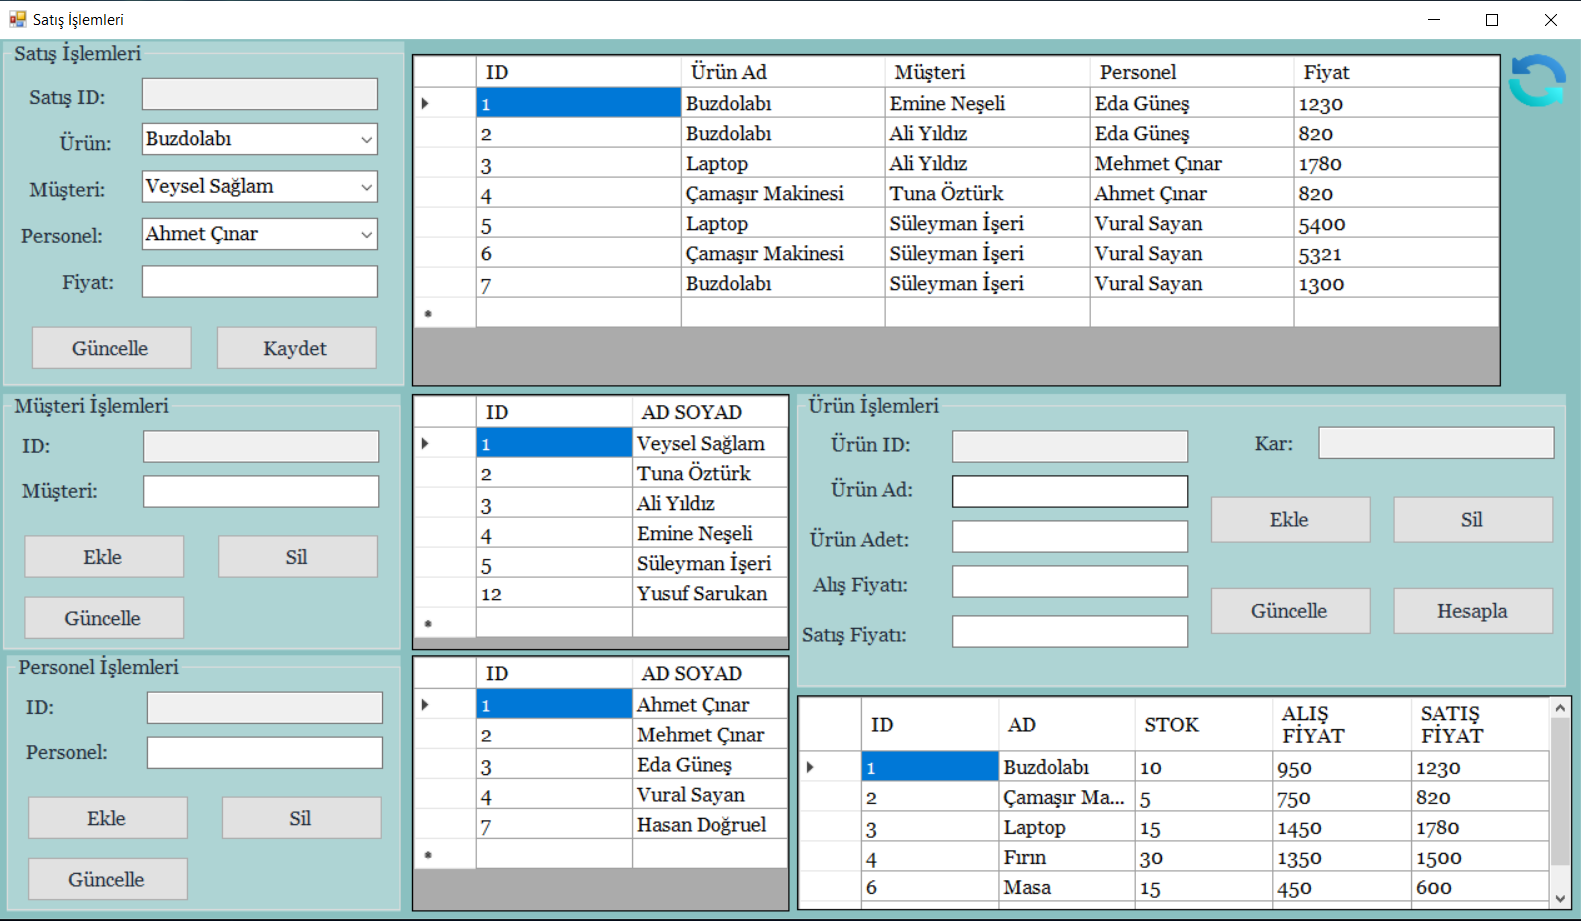 Satış İşlemleri
Satış İşlemleri
Satış ID:
Ürün: Buzdolabı
Müşteri: Veysel Sağlam
Personel: Ahmet Çınar
Fiyat:
Güncelle Kaydet
ID Ürün Ad Müşteri Personel Fiyat
1 Buzdolabı Emine Neşeli Eda Güneş 1230
2 Buzdolabı Ali Yıldız Eda Güneş 820
3 Laptop Ali Yıldız Mehmet Çınar 1780
4 Çamaşır Makinesi Tuna Öztürk Ahmet Çınar 820
5 Laptop Süleyman İşeri Vural Sayan 5400
6 Çamaşır Makinesi Süleyman İşeri Vural Sayan 5321
7 Buzdolabı Süleyman İşeri Vural Sayan 1300
Müşteri İşlemleri
ID:
Müşteri:
Ekle Sil
Güncelle
ID AD SOYAD
1 Veysel Sağlam
2 Tuna Öztürk
3 Ali Yıldız
4 Emine Neşeli
5 Süleyman İşeri
12 Yusuf Sarukan
Ürün İşlemleri
Ürün ID: Kar:
Ürün Ad:
Ürün Adet:
Alış Fiyatı:
Satış Fiyatı:
Ekle Sil
Güncelle Hesapla
Personel İşlemleri
ID:
Personel:
Ekle Sil
Güncelle
ID AD SOYAD
1 Ahmet Çınar
2 Mehmet Çınar
3 Eda Güneş
4 Vural Sayan
7 Hasan Doğruel
ID AD STOK ALIŞ FİYAT SATIŞ FİYAT
1 Buzdolabı 10 950 1230
2 Çamaşır Ma... 5 750 820
3 Laptop 15 1450 1780
4 Fırın 30 1350 1500
6 Masa 15 450 600